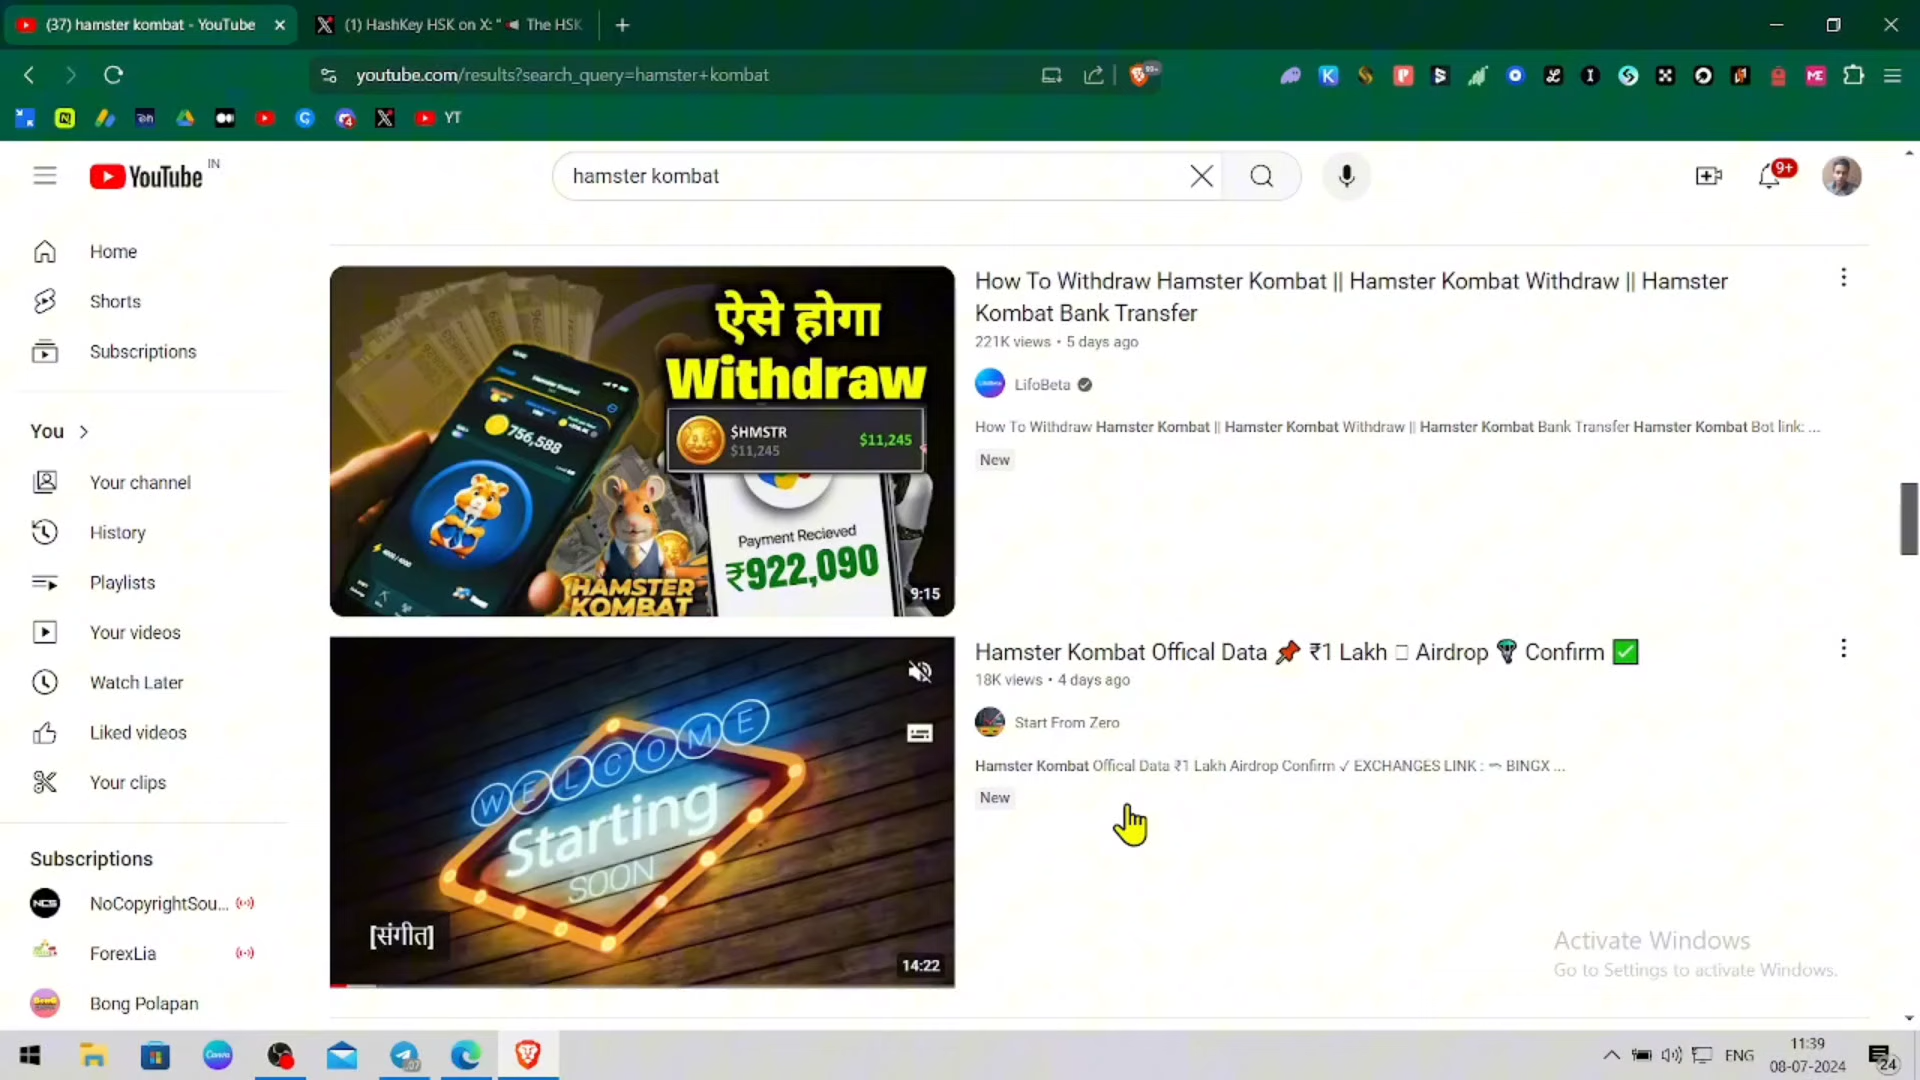 (37) hamster kombat - YouTube
(1) HashKey HSK on X: "📢 The HSK
youtube.com/results?search_query=hamster+kombat
99+
YT
YouTube IN
hamster kombat
9+
Home
Shorts
Subscriptions
You
Your channel
History
Playlists
Your videos
Watch Later
Liked videos
Your clips
Subscriptions
NoCopyrightSou...
ForexLia
Bong Polapan
ऐसे होगा
Withdraw
$HMSTR
$11,245
$11,245
756,588
Payment Recieved
₹922,090
HAMSTER
KOMBAT
9:15
How To Withdraw Hamster Kombat || Hamster Kombat Withdraw || Hamster
Kombat Bank Transfer
221K views • 5 days ago
LifoBeta
How To Withdraw Hamster Kombat || Hamster Kombat Withdraw || Hamster Kombat Bank Transfer Hamster Kombat Bot link: ...
New
WELCOME
Starting
SOON
[संगीत]
14:22
Hamster Kombat Offical Data 📌 ₹1 Lakh □ Airdrop 🪂 Confirm ✅
18K views • 4 days ago
Start From Zero
Hamster Kombat Offical Data ₹1 Lakh Airdrop Confirm ✓ EXCHANGES LINK : ➳ BINGX ...
New
Activate Windows
Go to Settings to activate Windows.
ENG
11:39
08-07-2024
24